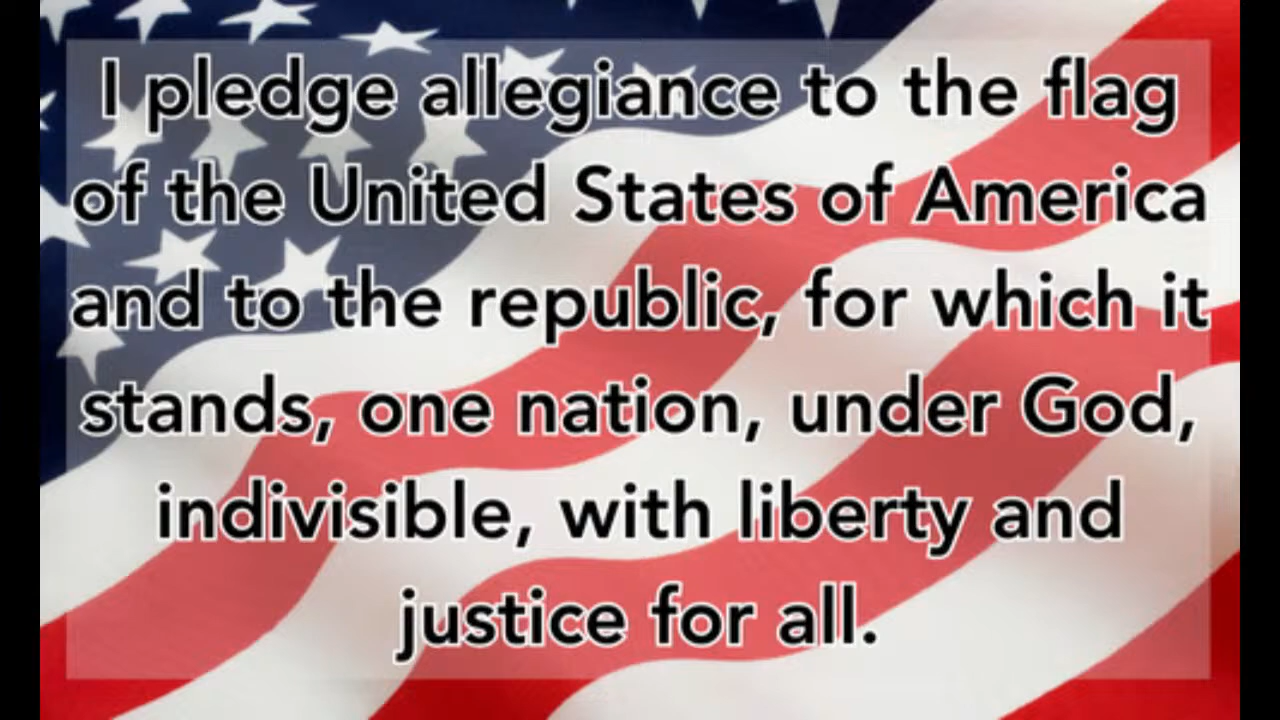 I pledge allegiance to the flag
of the United States of America
and to the republic, for which it
stands, one nation, under God,
indivisible, with liberty and
justice for all.